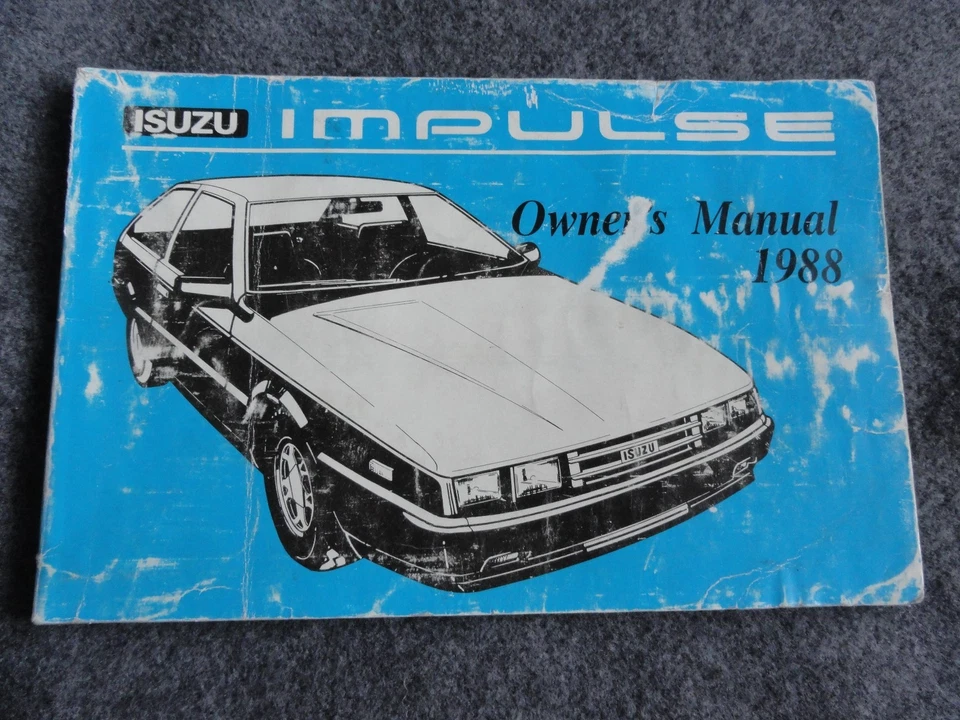 ISUZU IMPULSE
Owner's Manual
1988
ISUZU